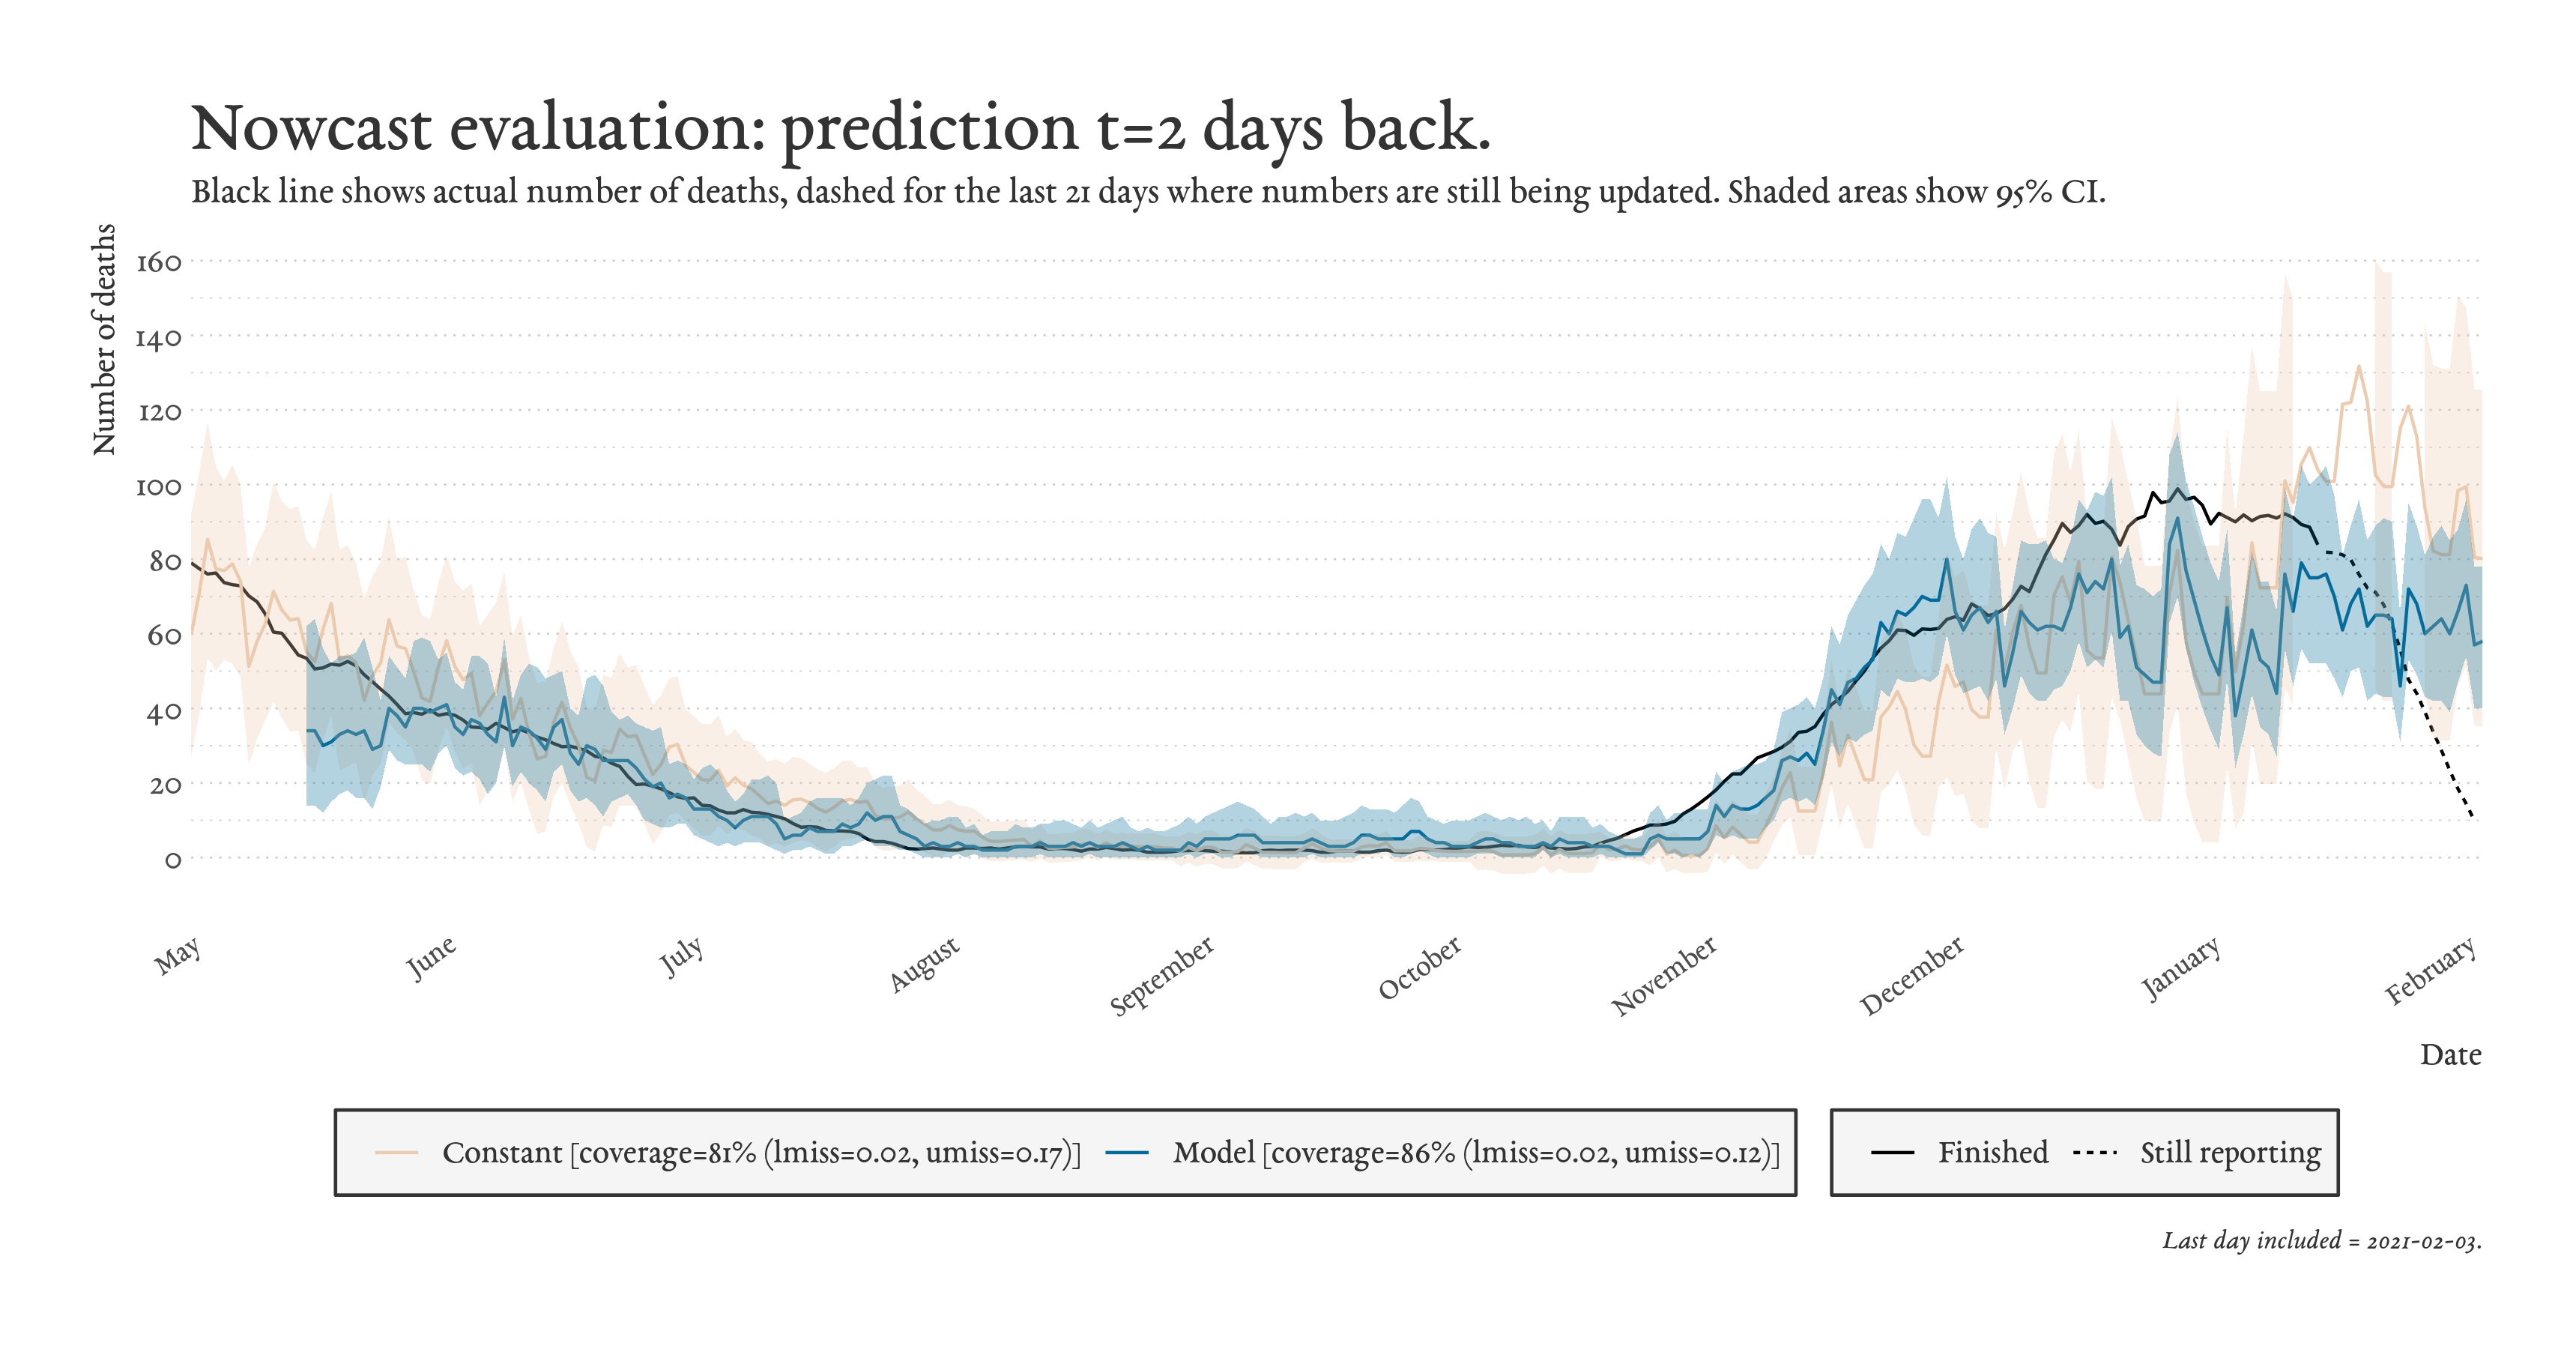 Nowcast evaluation: prediction t=2 days back.
Black line shows actual number of deaths, dashed for the last 21 days where numbers are still being updated. Shaded areas show 95% CI.
Number of deaths
160
140
120
100
80
60
40
20
0
May
June
July
August
September
October
November
December
January
February
Date
Constant [coverage=81% (lmiss=0.02, umiss=0.17)]
Model [coverage=86% (lmiss=0.02, umiss=0.12)]
Finished
Still reporting
Last day included = 2021-02-03.